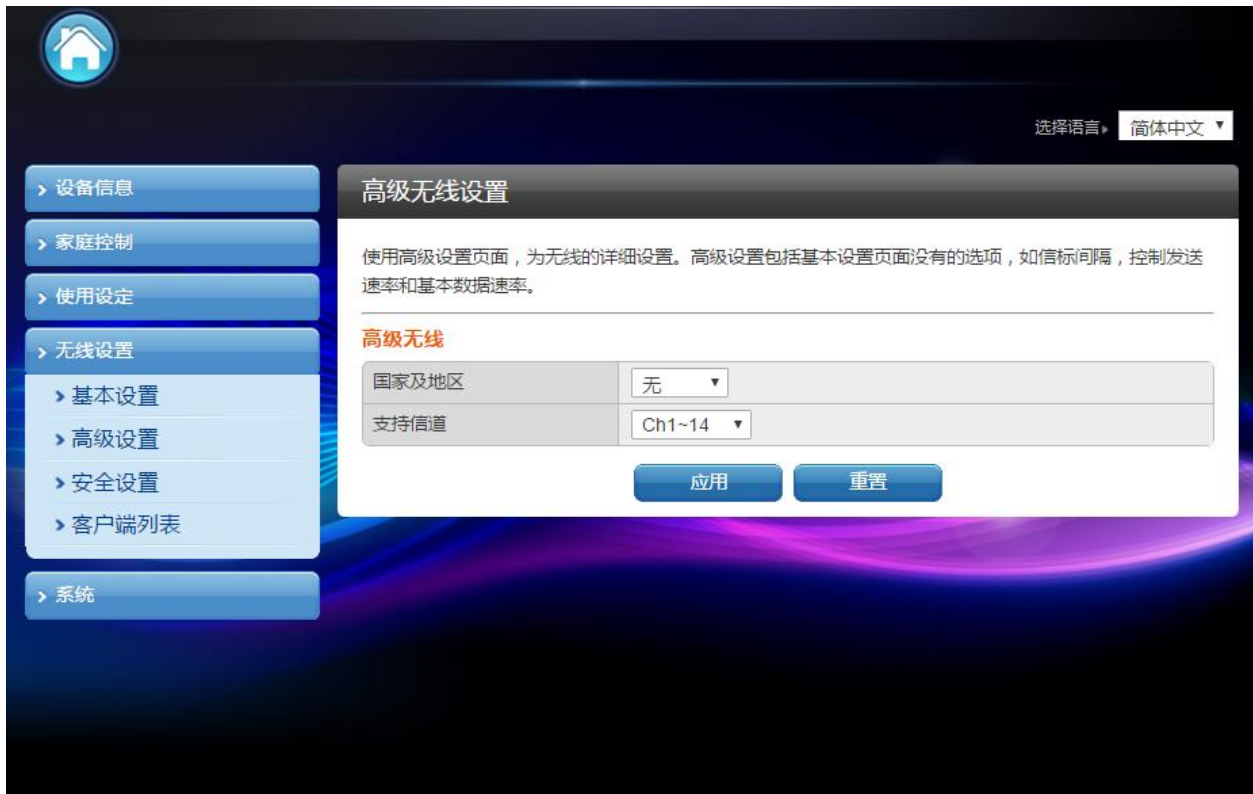 选择语言
简体中文
设备信息
家庭控制
使用设定
无线设置
基本设置
高级设置
安全设置
客户端列表
系统
高级无线设置
使用高级设置页面，为无线的详细设置。高级设置包括基本设置页面没有的选项，如信标间隔，控制发送
速率和基本数据速率。
高级无线
国家及地区 无
支持信道 Ch1~14
应用 重置